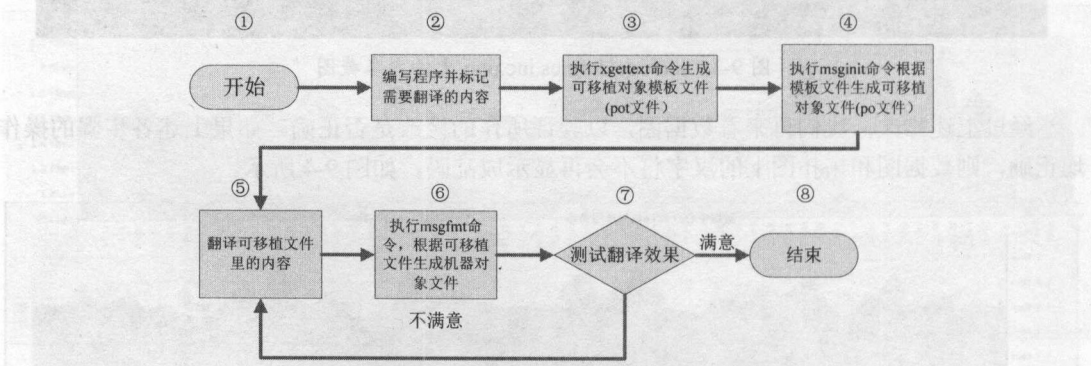 ①
②
③
④
开始
编写程序并标记
需要翻译的内容
执行xgettext命令生成
可移植对象模板文件
(pot文件)
执行msginit命令根据
模板文件生成可移植
对象文件(po文件)
⑤
⑥
⑦
⑧
翻译可移植文件
里的内容
执行msgfmt命
令，根据可移植
文件生成机器对
象文件
测试翻译效果
满意
结束
不满意